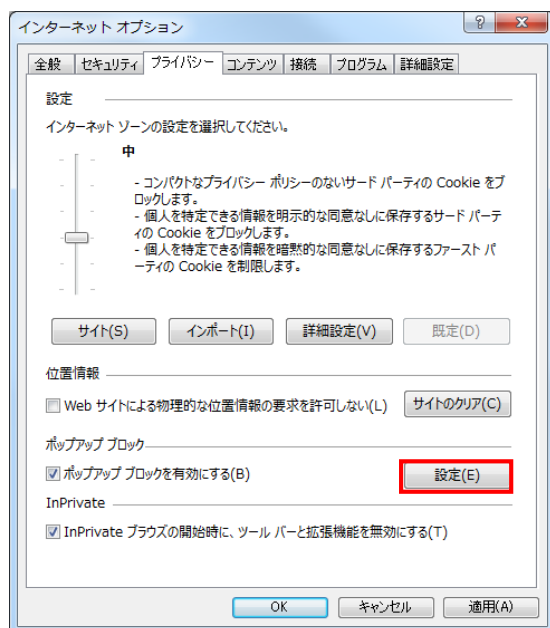 インターネット オプション
全般 セキュリティ プライバシー コンテンツ 接続 プログラム 詳細設定
設定
インターネット ゾーンの設定を選択してください。
中
- コンパクトなプライバシー ポリシーのないサード パーティの Cookie をブ
ロックします。
- 個人を特定できる情報を明示的な同意なしに保存するサード パーテ
ィの Cookie をブロックします。
- 個人を特定できる情報を暗黙的な同意なしに保存するファースト パ
ーティの Cookie を制限します。
サイト(S) インポート(I) 詳細設定(V) 既定(D)
位置情報
Web サイトによる物理的な位置情報の要求を許可しない(L) サイトのクリア(C)
ポップアップ ブロック
ポップアップ ブロックを有効にする(B) 設定(E)
InPrivate
InPrivate ブラウズの開始時に、ツール バーと拡張機能を無効にする(T)
OK キャンセル 適用(A)